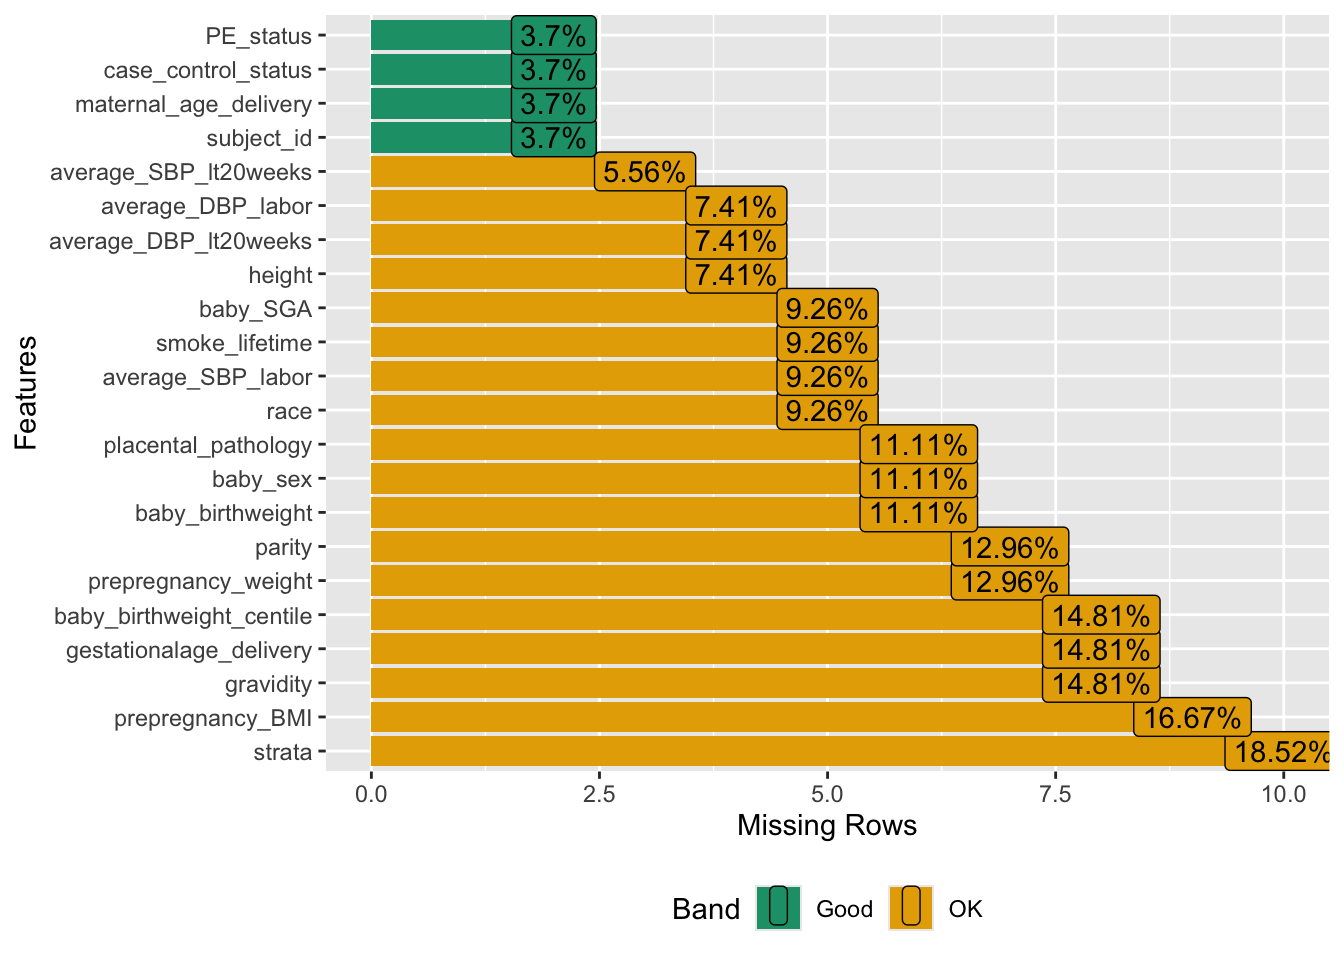 PE_status 3.7%
case_control_status 3.7%
maternal_age_delivery 3.7%
subject_id 3.7%
average_SBP_lt20weeks 5.56%
average_DBP_labor 7.41%
average_DBP_lt20weeks 7.41%
height 7.41%
baby_SGA 9.26%
smoke_lifetime 9.26%
average_SBP_labor 9.26%
race 9.26%
placental_pathology 11.11%
baby_sex 11.11%
baby_birthweight 11.11%
parity 12.96%
prepregnancy_weight 12.96%
baby_birthweight_centile 14.81%
gestationalage_delivery 14.81%
gravidity 14.81%
prepregnancy_BMI 16.67%
strata 18.52%
Features
0.0 2.5 5.0 7.5 10.0
Missing Rows
Band Good OK